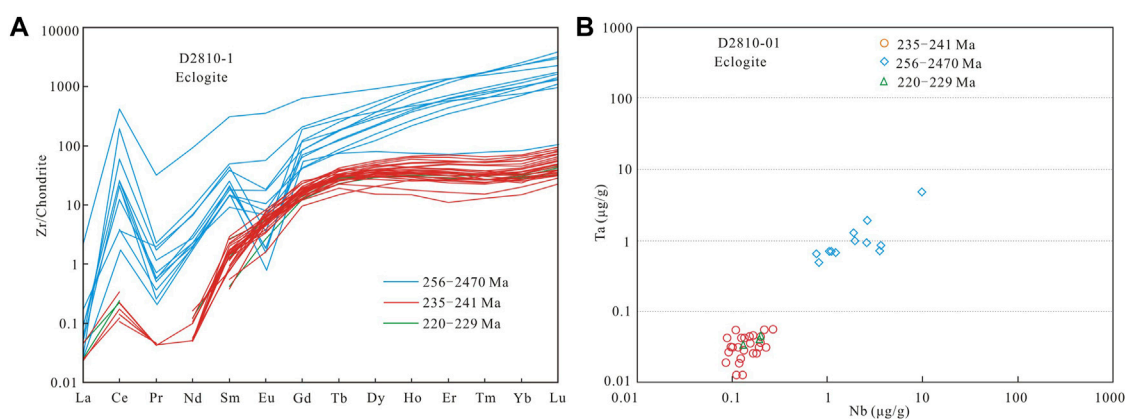 A
10000
1000
100
10
1
0.1
0.01
Zr/Chondrite
D2810-1
Eclogite
256−2470 Ma
235−241 Ma
220−229 Ma
La Ce Pr Nd Sm Eu Gd Tb Dy Ho Er Tm Yb Lu
B
1000
100
10
1
0.1
0.01
Ta (μg/g)
D2810-01
Eclogite
235−241 Ma
256−2470 Ma
220−229 Ma
0.01 0.1 1 10 100 1000
Nb (μg/g)